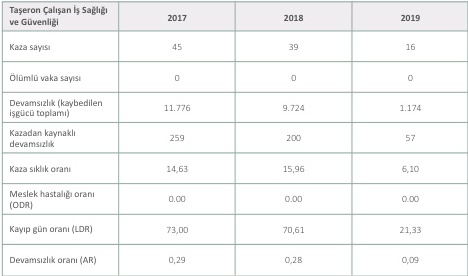 Taşeron Çalışan İş Sağlığı
ve Güvenliği 2017 2018 2019
Kaza sayısı 45 39 16
Ölümlü vaka sayısı 0 0 0
Devamsızlık (kaybedilen
işgücü toplamı) 11.776 9.724 1.174
Kazadan kaynaklı
devamsızlık 259 200 57
Kaza sıklık oranı 14,63 15,96 6,10
Meslek hastalığı oranı
(ODR) 0.00 0.00 0.00
Kayıp gün oranı (LDR) 73,00 70,61 21,33
Devamsızlık oranı (AR) 0,29 0,28 0,09